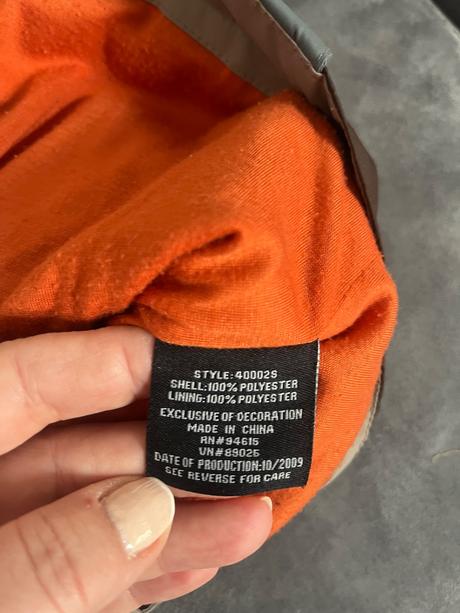 STYLE:40002S
SHELL:100% POLYESTER
LINING:100% POLYESTER
EXCLUSIVE OF DECORATION
MADE IN CHINA
RN#94615
VN#89025
DATE OF PRODUCTION:10/2009
SEE REVERSE FOR CARE